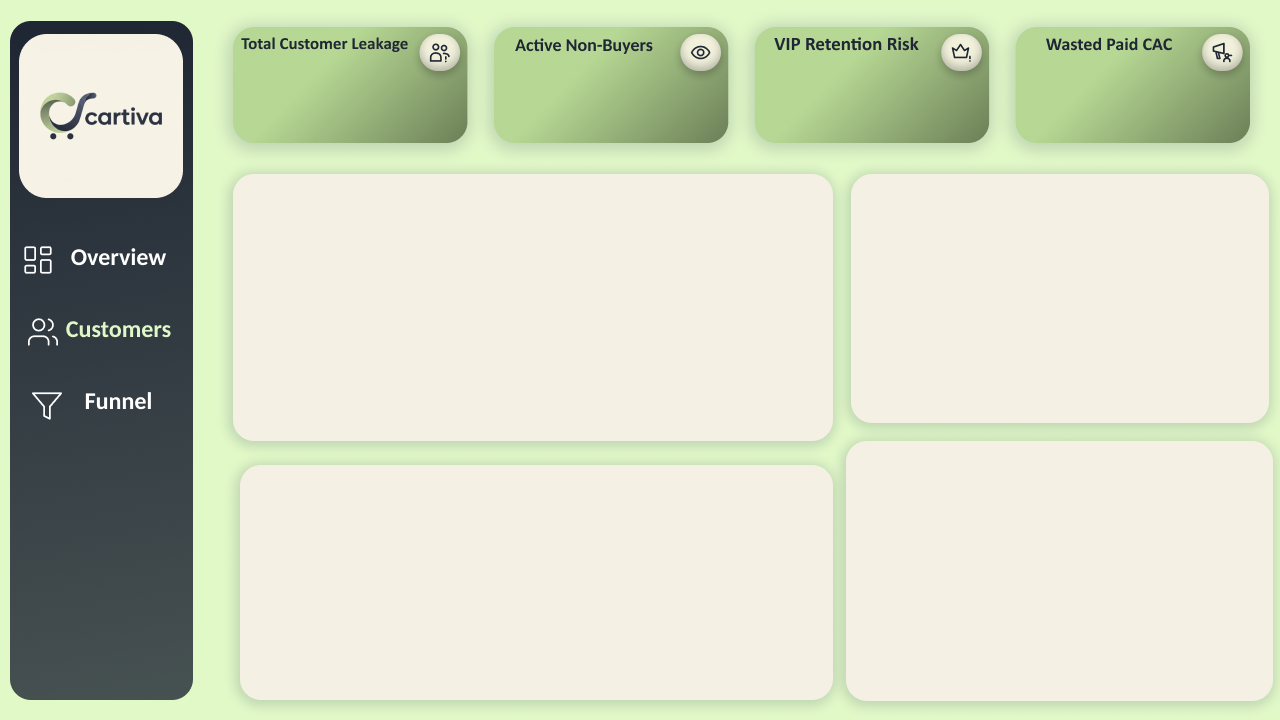 cartiva
Overview
Customers
Funnel
Total Customer Leakage
Active Non-Buyers
VIP Retention Risk
Wasted Paid CAC